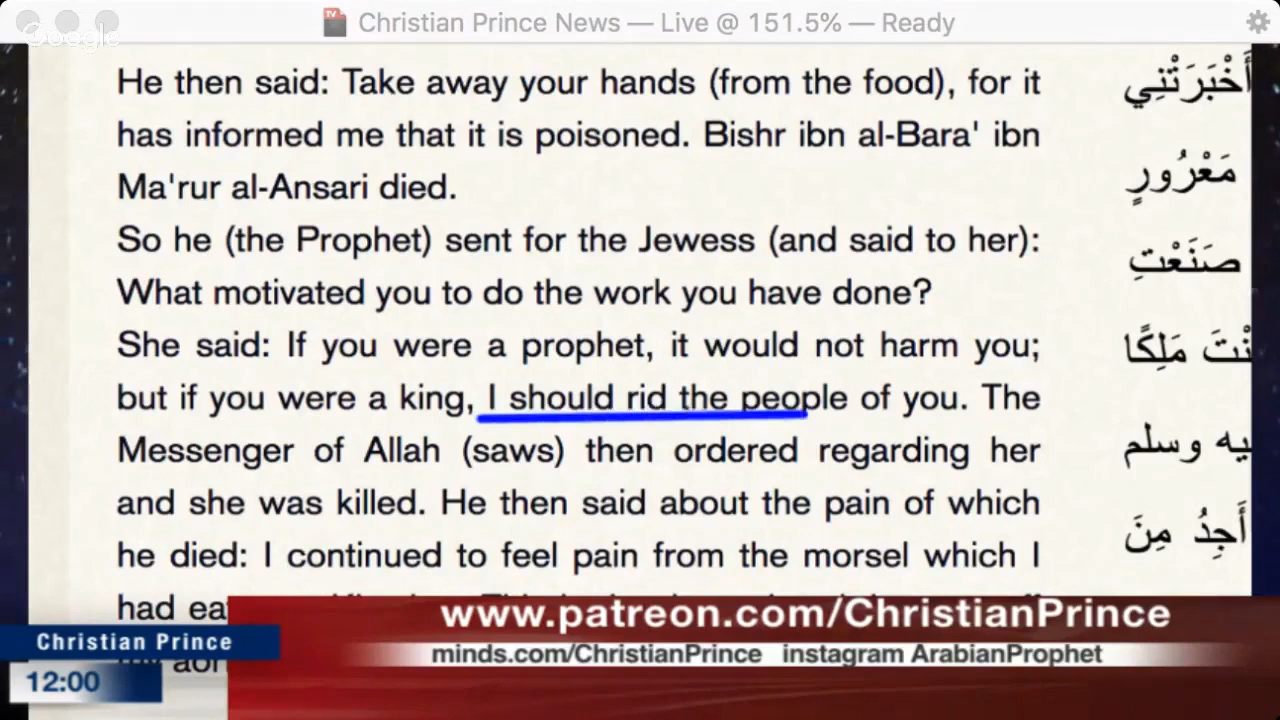 Christian Prince News — Live @ 151.5% — Ready
Google
He then said: Take away your hands (from the food), for it
has informed me that it is poisoned. Bishr ibn al-Bara' ibn
Ma'rur al-Ansari died.
So he (the Prophet) sent for the Jewess (and said to her):
What motivated you to do the work you have done?
She said: If you were a prophet, it would not harm you;
but if you were a king, I should rid the people of you. The
Messenger of Allah (saws) then ordered regarding her
and she was killed. He then said about the pain of which
he died: I continued to feel pain from the morsel which I
had
أَخْبَرَتْنِي
مَعْرُورٍ
صَنَعْتِ
مَلِكًا
يه وسلم
أَجِدُ مِنَ
www.patreon.com/ChristianPrince
Christian Prince
minds.com/ChristianPrince instagram ArabianProphet
12:00